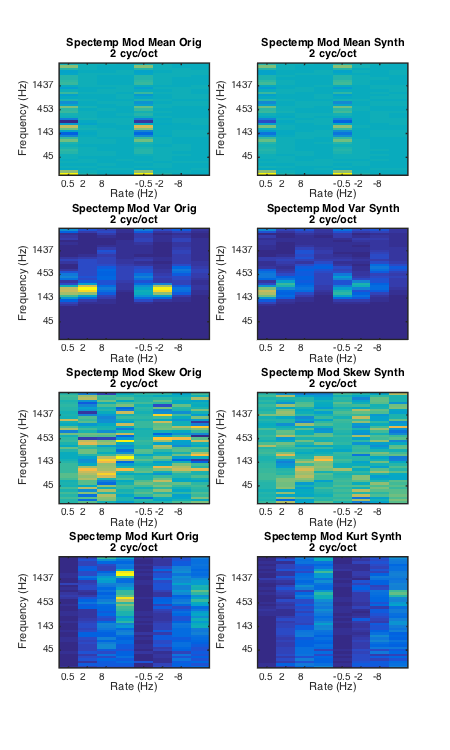 Spectemp Mod Mean Orig
2 cyc/oct
Spectemp Mod Mean Synth
2 cyc/oct
Frequency (Hz)
1437
453
143
45
0.5 2 8 -0.5 -2 -8
Rate (Hz)
Frequency (Hz)
1437
453
143
45
0.5 2 8 -0.5 -2 -8
Rate (Hz)
Spectemp Mod Var Orig
2 cyc/oct
Spectemp Mod Var Synth
2 cyc/oct
Frequency (Hz)
1437
453
143
45
0.5 2 8 -0.5 -2 -8
Rate (Hz)
Frequency (Hz)
1437
453
143
45
0.5 2 8 -0.5 -2 -8
Rate (Hz)
Spectemp Mod Skew Orig
2 cyc/oct
Spectemp Mod Skew Synth
2 cyc/oct
Frequency (Hz)
1437
453
143
45
0.5 2 8 -0.5 -2 -8
Rate (Hz)
Frequency (Hz)
1437
453
143
45
0.5 2 8 -0.5 -2 -8
Rate (Hz)
Spectemp Mod Kurt Orig
2 cyc/oct
Spectemp Mod Kurt Synth
2 cyc/oct
Frequency (Hz)
1437
453
143
45
0.5 2 8 -0.5 -2 -8
Rate (Hz)
Frequency (Hz)
1437
453
143
45
0.5 2 8 -0.5 -2 -8
Rate (Hz)